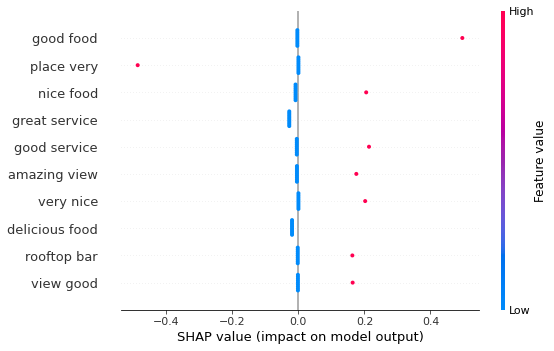 High
good food
place very
nice food
great service
good service
amazing view
very nice
delicious food
rooftop bar
view good
Low
Feature value
−0.4 −0.2 0.0 0.2 0.4
SHAP value (impact on model output)